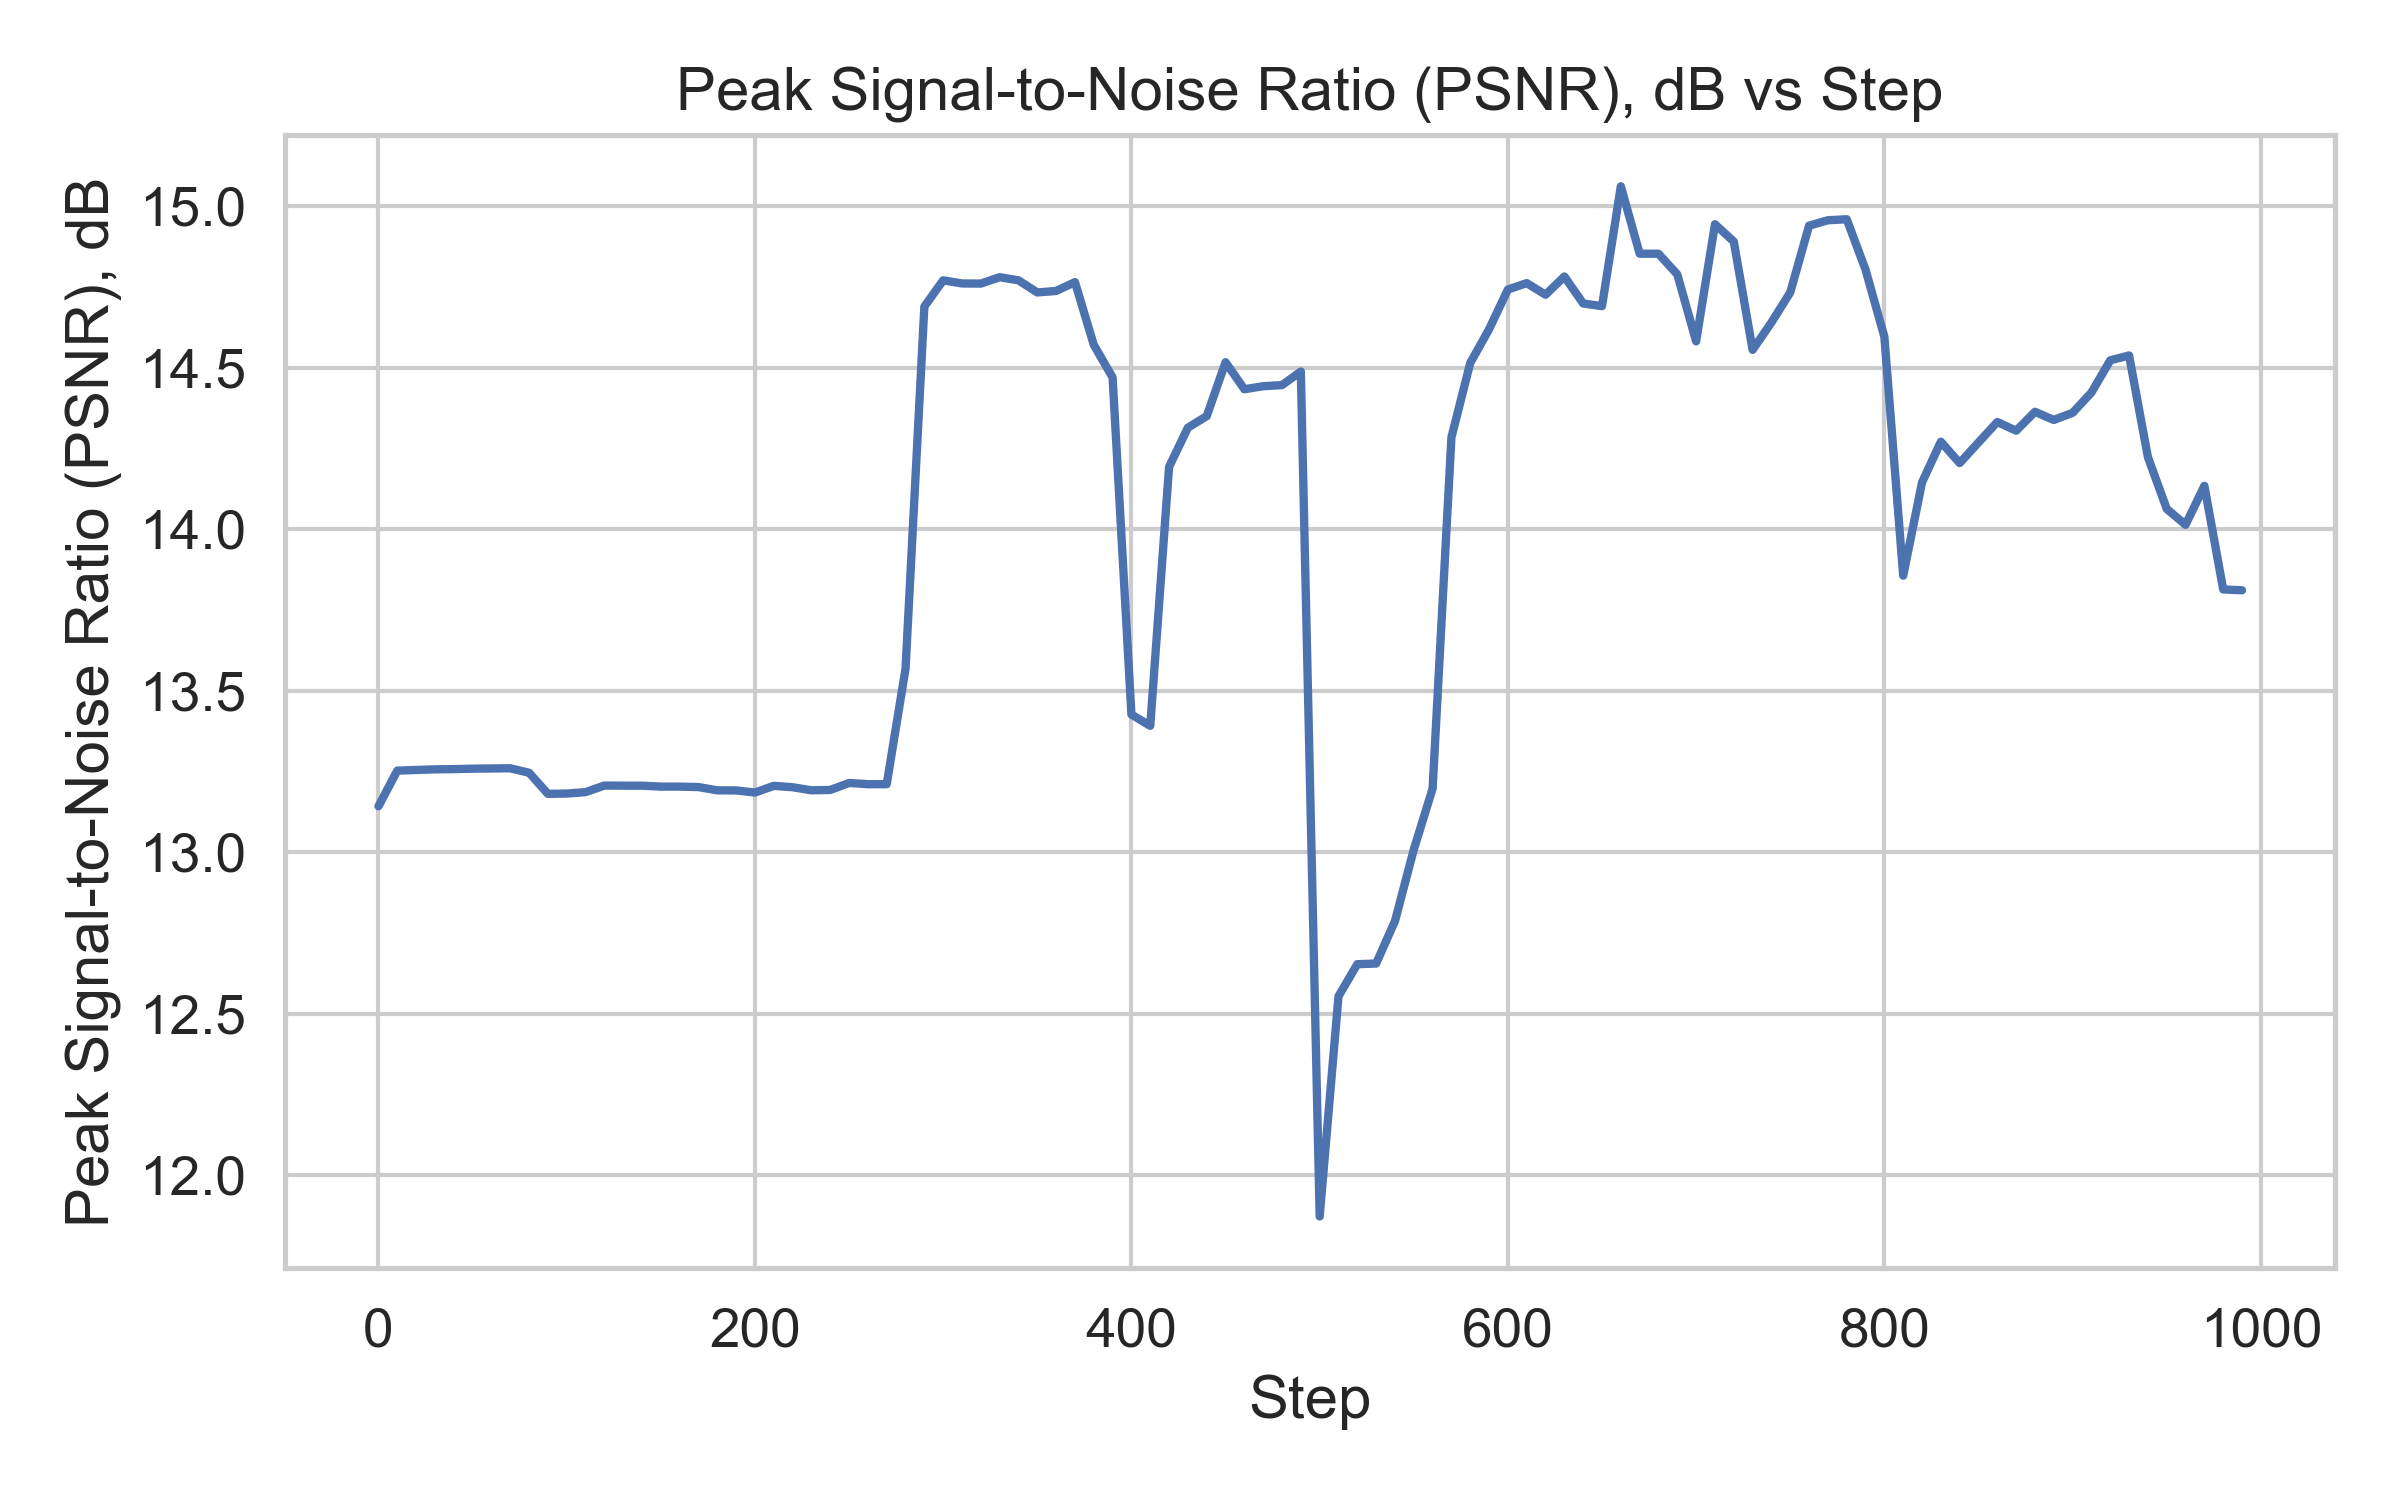 Peak Signal-to-Noise Ratio (PSNR), dB vs Step
Peak Signal-to-Noise Ratio (PSNR), dB
15.0
14.5
14.0
13.5
13.0
12.5
12.0
0 200 400 600 800 1000
Step